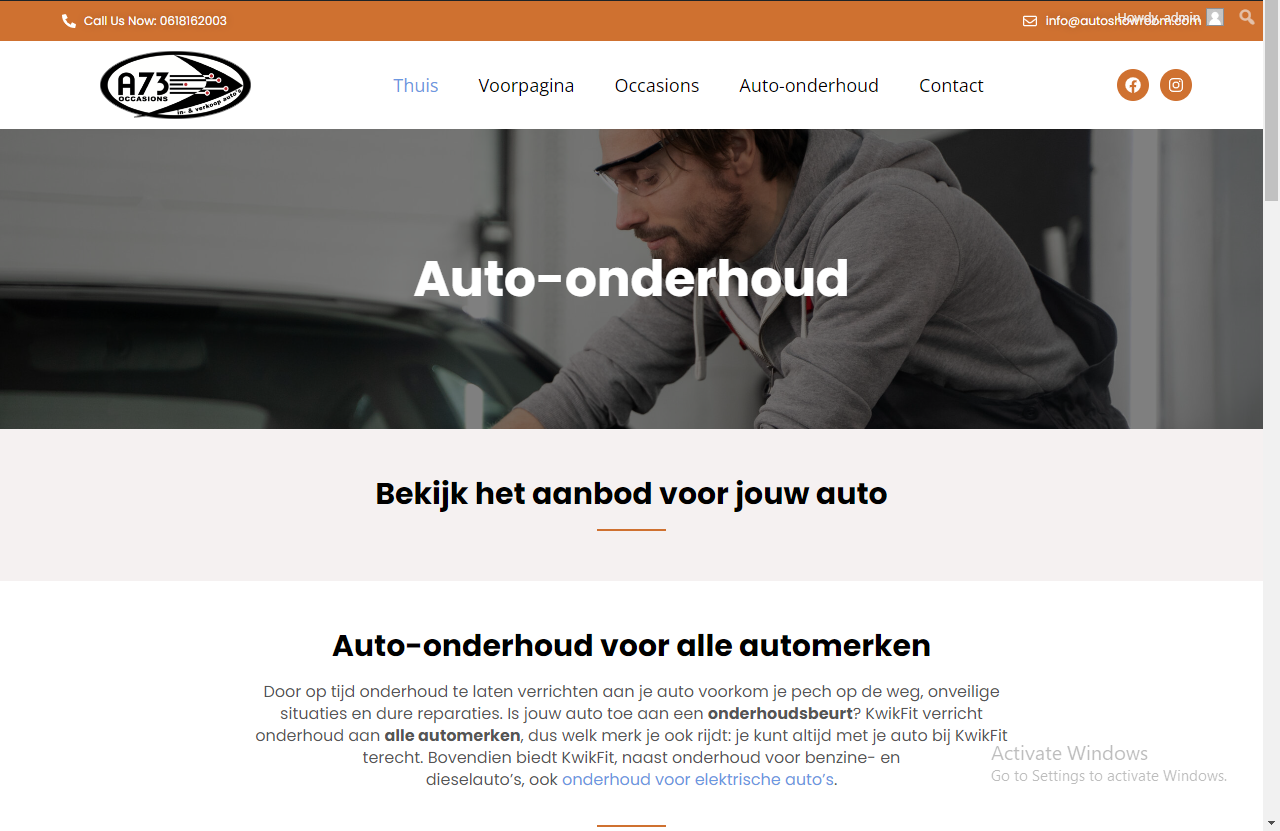 Call Us Now: 0618162003
info@autoshowroom.com
Howdy, admin
A73
OCCASIONS
in- & verkoop auto's
Thuis
Voorpagina
Occasions
Auto-onderhoud
Contact
Auto-onderhoud
Bekijk het aanbod voor jouw auto
Auto-onderhoud voor alle automerken
Door op tijd onderhoud te laten verrichten aan je auto voorkom je pech op de weg, onveilige
situaties en dure reparaties. Is jouw auto toe aan een onderhoudsbeurt? KwikFit verricht
onderhoud aan alle automerken, dus welk merk je ook rijdt: je kunt altijd met je auto bij KwikFit
terecht. Bovendien biedt KwikFit, naast onderhoud voor benzine- en
dieselauto’s, ook onderhoud voor elektrische auto’s.
Activate Windows
Go to Settings to activate Windows.